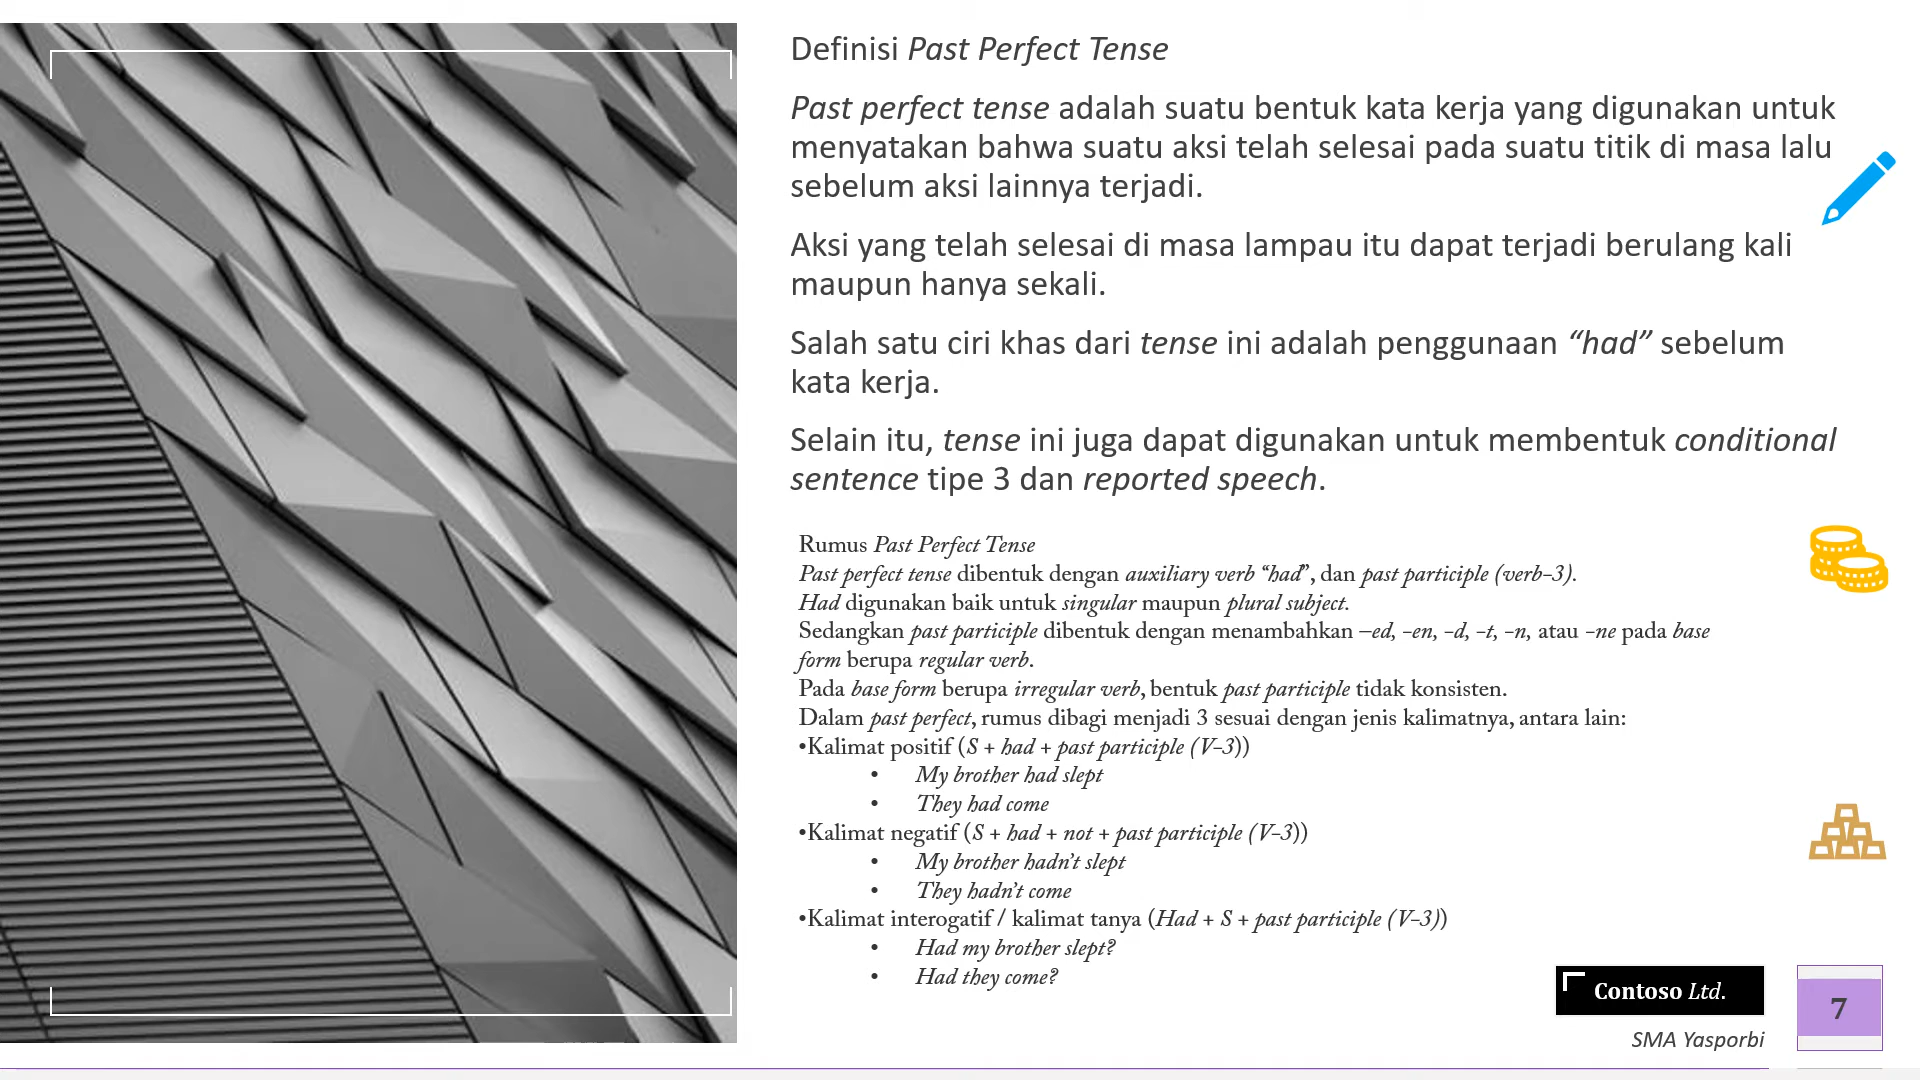 Definisi Past Perfect Tense
Past perfect tense adalah suatu bentuk kata kerja yang digunakan untuk
menyatakan bahwa suatu aksi telah selesai pada suatu titik di masa lalu
sebelum aksi lainnya terjadi.
Aksi yang telah selesai di masa lampau itu dapat terjadi berulang kali
maupun hanya sekali.
Salah satu ciri khas dari tense ini adalah penggunaan “had” sebelum
kata kerja.
Selain itu, tense ini juga dapat digunakan untuk membentuk conditional
sentence tipe 3 dan reported speech.
Rumus Past Perfect Tense
Past perfect tense dibentuk dengan auxiliary verb “had”, dan past participle (verb-3).
Had digunakan baik untuk singular maupun plural subject.
Sedangkan past participle dibentuk dengan menambahkan –ed, -en, -d, -t, -n, atau -ne pada base
form berupa regular verb.
Pada base form berupa irregular verb, bentuk past participle tidak konsisten.
Dalam past perfect, rumus dibagi menjadi 3 sesuai dengan jenis kalimatnya, antara lain:
•Kalimat positif (S + had + past participle (V-3))
• My brother had slept
• They had come
•Kalimat negatif (S + had + not + past participle (V-3))
• My brother hadn’t slept
• They hadn’t come
•Kalimat interogatif / kalimat tanya (Had + S + past participle (V-3))
• Had my brother slept?
• Had they come?
Contoso Ltd.
7
SMA Yasporbi